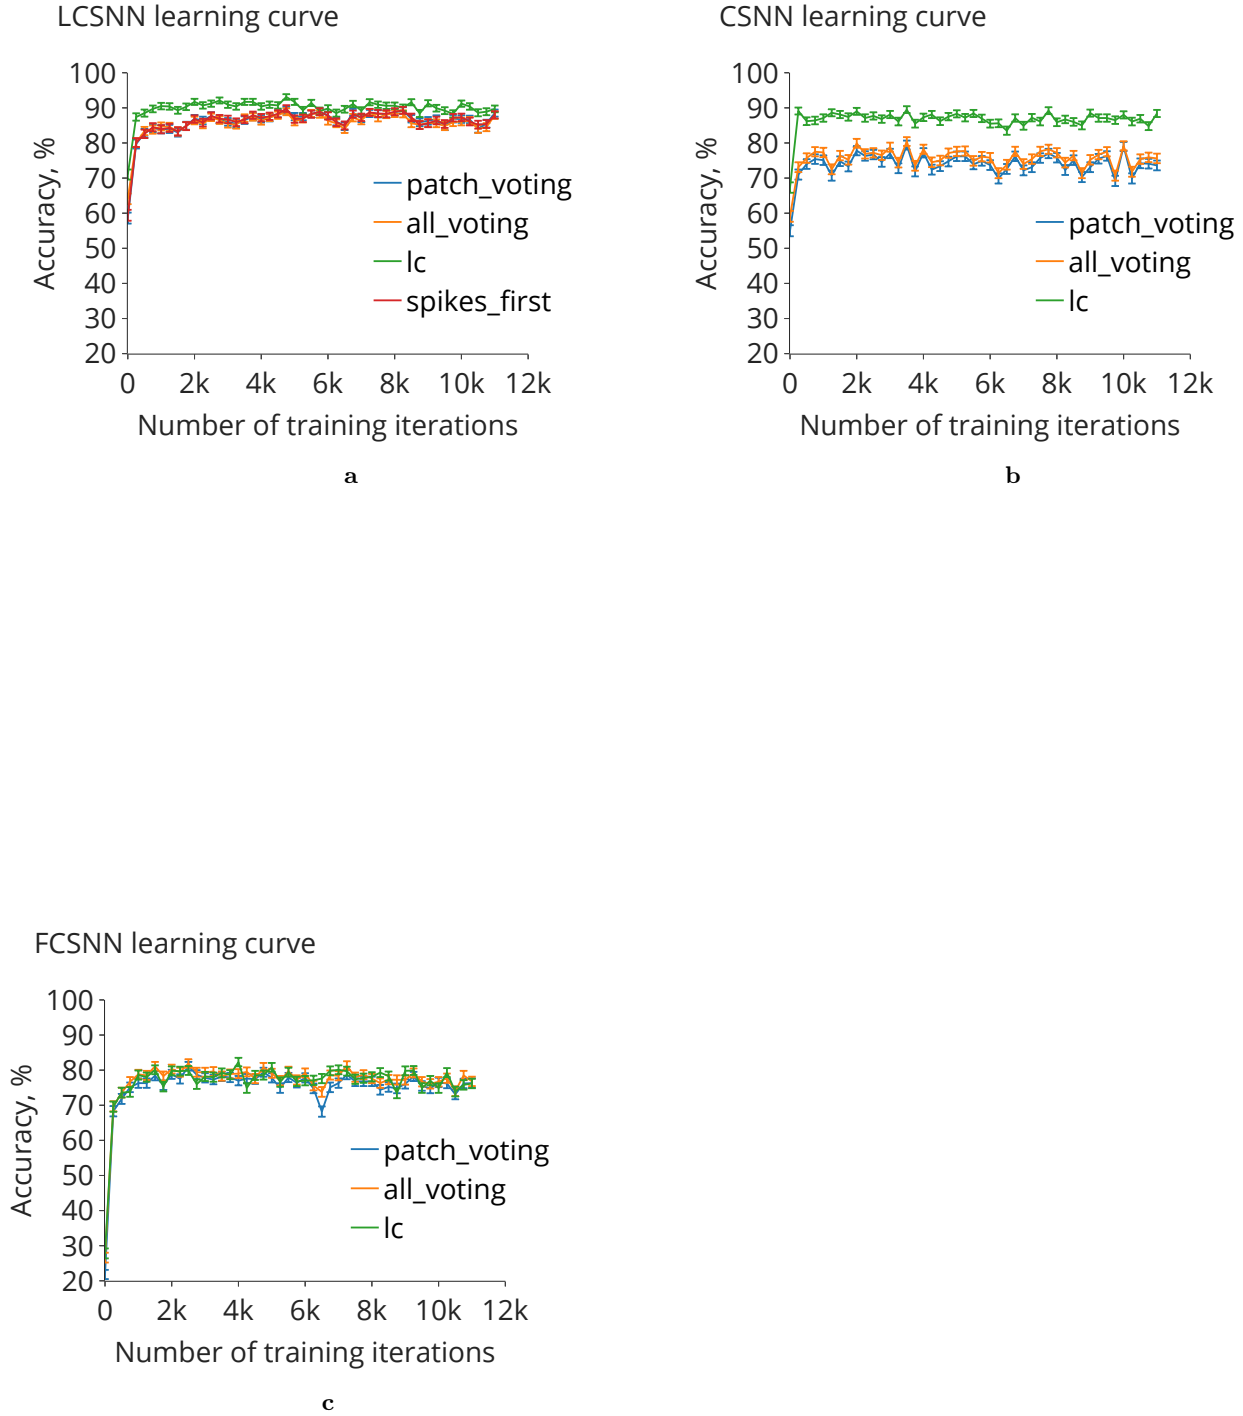 LCSNN learning curve
100
90
80
70
60
50
40
30
20
Accuracy, %
patch_voting
all_voting
lc
spikes_first
0 2k 4k 6k 8k 10k 12k
Number of training iterations
a
CSNN learning curve
100
90
80
70
60
50
40
30
20
Accuracy, %
patch_voting
all_voting
lc
0 2k 4k 6k 8k 10k 12k
Number of training iterations
b
FCSNN learning curve
100
90
80
70
60
50
40
30
20
Accuracy, %
patch_voting
all_voting
lc
0 2k 4k 6k 8k 10k 12k
Number of training iterations
c